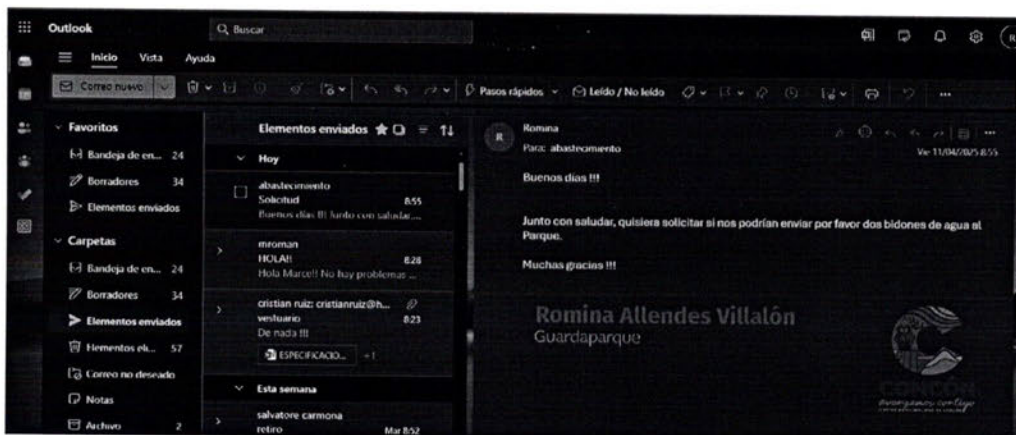 Outlook
Buscar
Inicio Vista Ayuda
Correo nuevo
Pasos rápidos
Leído / No leído
Favoritos
Bandeja de en... 24
Borradores 34
Elementos enviados
Carpetas
Bandeja de en... 24
Borradores 34
Elementos enviados
Elementos eli... 57
Correo no deseado
Notas
Archivo 2
Elementos enviados
Hoy
abastecimiento
Solicitud 8:55
Buenos días !!! Junto con saludar,...
mroman
HOLA!! 8:28
Hola Marce!! No hay problemas ...
cristian ruiz; cristianruiz@h...
vestuario 8:23
De nada !!!
ESPECIFICACIO... +1
Esta semana
salvatore carmona
retiro Mar 8:52
R
Romina
Para: abastecimiento
Vie 11/04/2025 8:55
Buenos días !!!
Junto con saludar, quisiera solicitar si nos podrían enviar por favor dos bidones de agua al
Parque.
Muchas gracias !!!
Romina Allendes Villalón
Guardaparque
CONCÓN
avanzamos contigo